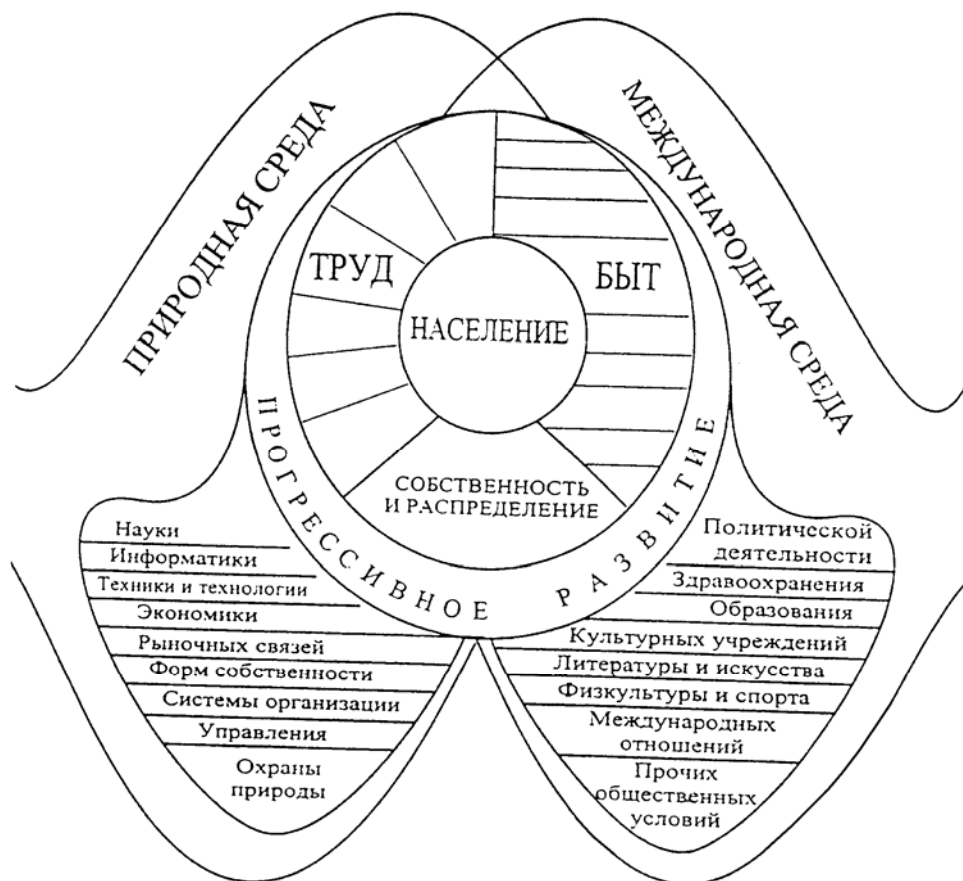 ПРИРОДНАЯ СРЕДА
МЕЖДУНАРОДНАЯ СРЕДА
ТРУД
БЫТ
НАСЕЛЕНИЕ
СОБСТВЕННОСТЬ
И РАСПРЕДЕЛЕНИЕ
ПРОГРЕССИВНОЕ РАЗВИТИЕ
Науки
Информатики
Техники и технологии
Экономики
Рыночных связей
Форм собственности
Системы организации
Управления
Охраны
природы
Политической
деятельности
Здравоохранения
Образования
Культурных учреждений
Литературы и искусства
Физкультуры и спорта
Международных
отношений
Прочих
общественных
условий